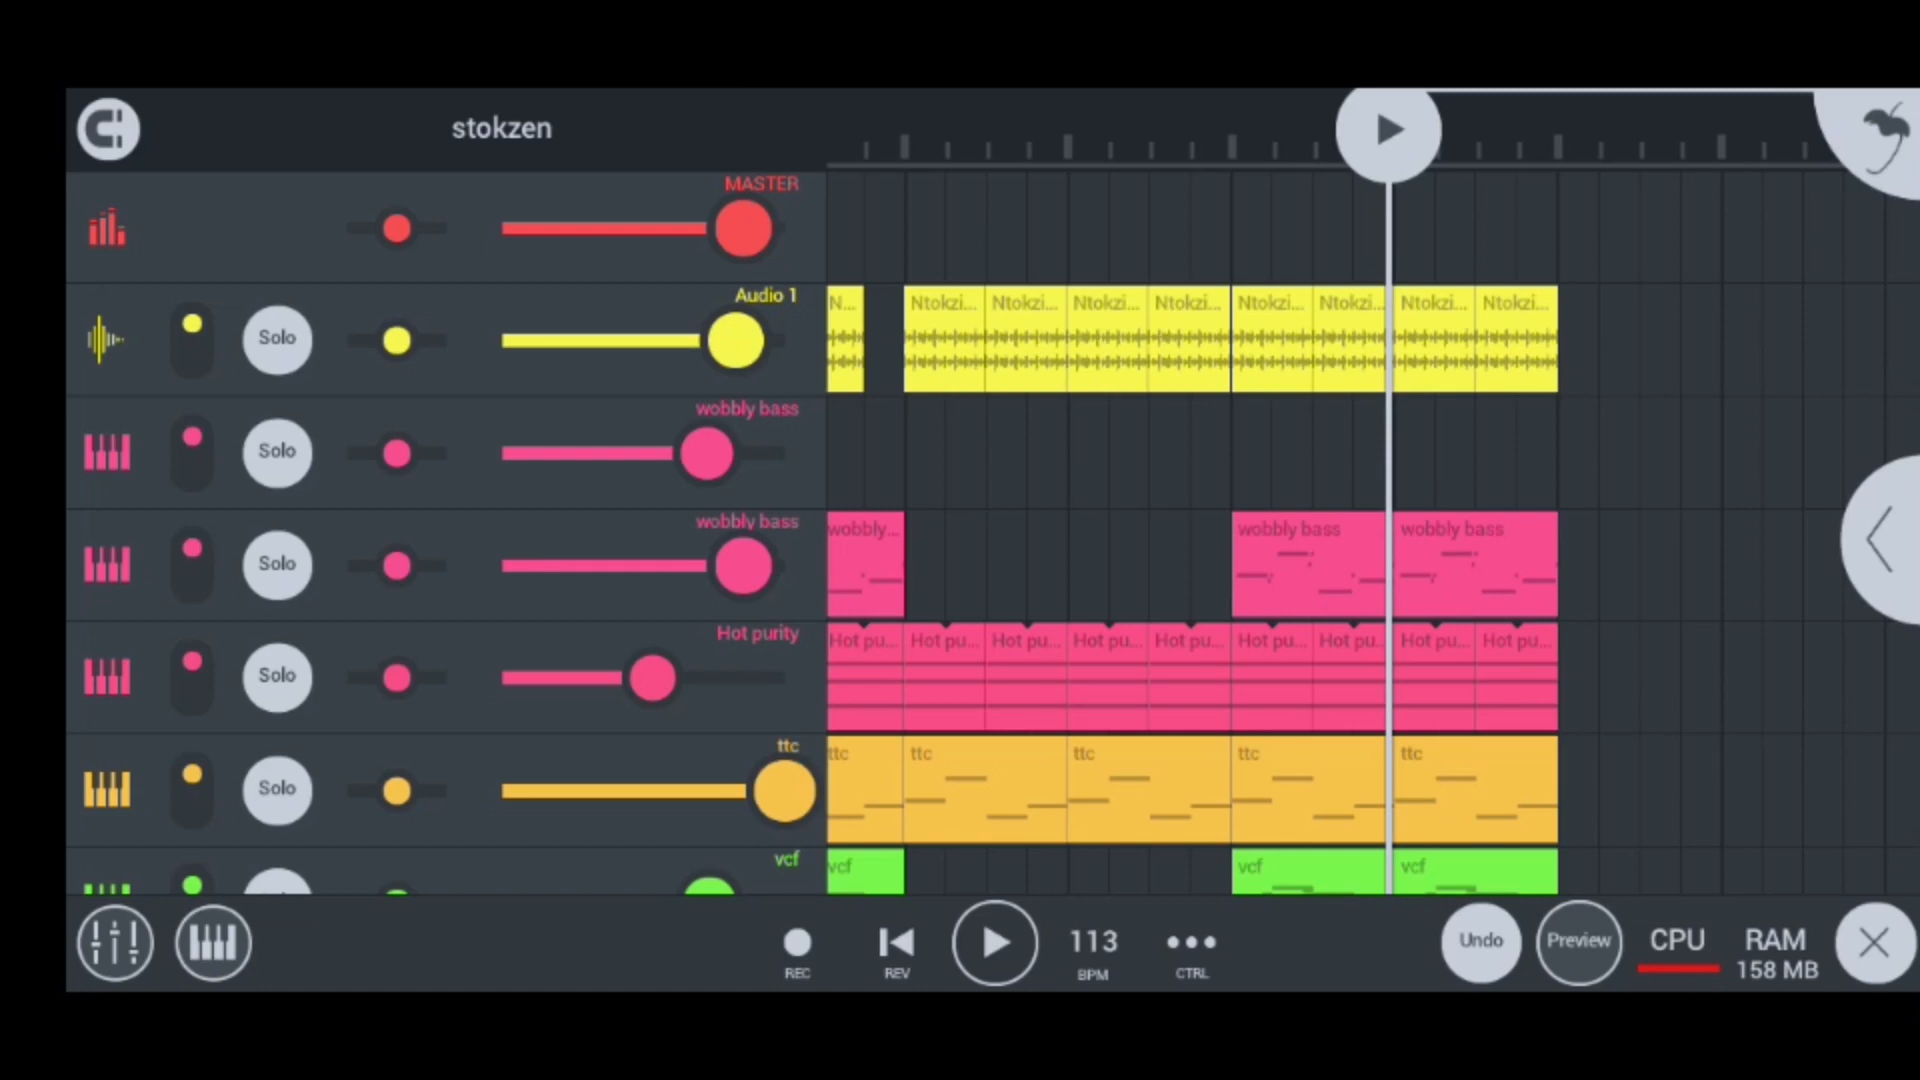 stokzen
MASTER
Audio 1
Solo
N... Ntokzi... Ntokzi... Ntokzi... Ntokzi... Ntokzi... Ntokzi... Ntokzi... Ntokzi...
wobbly bass
Solo
wobbly bass
Solo
wobbly... wobbly bass wobbly bass
Hot purity
Solo
Hot pu... Hot pu... Hot pu... Hot pu... Hot pu... Hot pu... Hot pu... Hot pu... Hot pu...
ttc
Solo
ttc ttc ttc ttc ttc
vcf
vcf vcf vcf
REC
REV
113
BPM
CTRL
Undo
Preview
CPU
RAM
158 MB